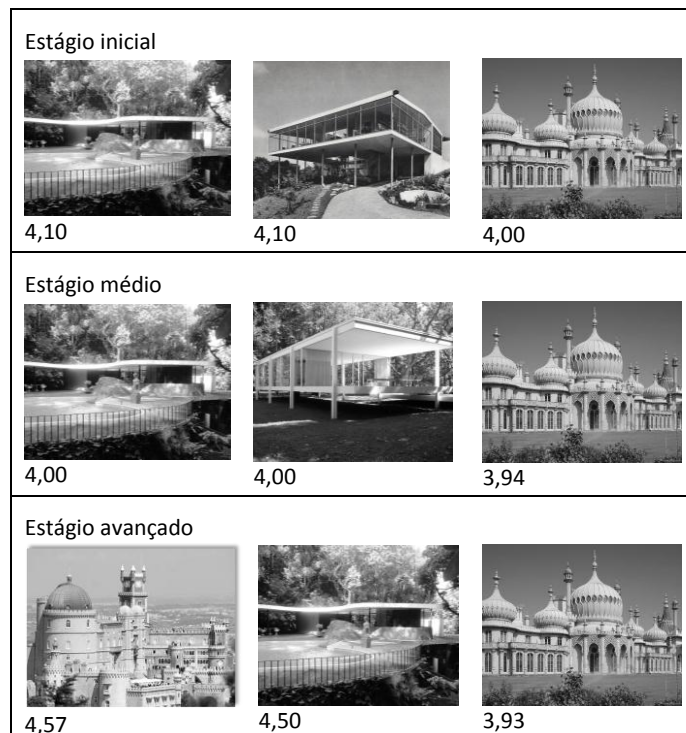 Estágio inicial
4,10 4,10 4,00
Estágio médio
4,00 4,00 3,94
Estágio avançado
4,57 4,50 3,93